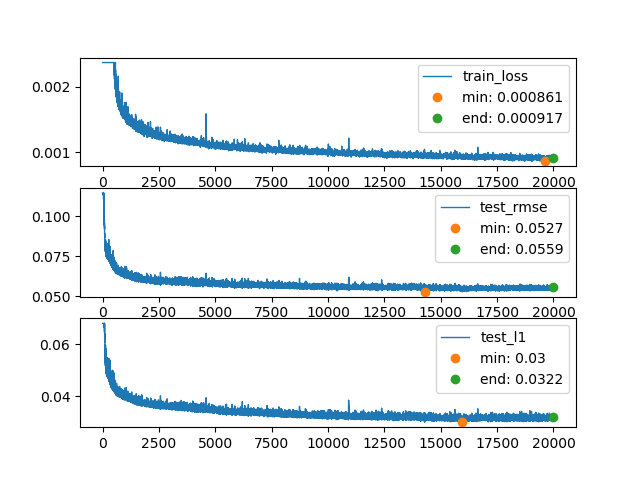 0.002
0.001
train_loss
min: 0.000861
end: 0.000917
0 2500 5000 7500 10000 12500 15000 17500 20000
0.100
0.075
0.050
test_rmse
min: 0.0527
end: 0.0559
0 2500 5000 7500 10000 12500 15000 17500 20000
0.06
0.04
test_l1
min: 0.03
end: 0.0322
0 2500 5000 7500 10000 12500 15000 17500 20000